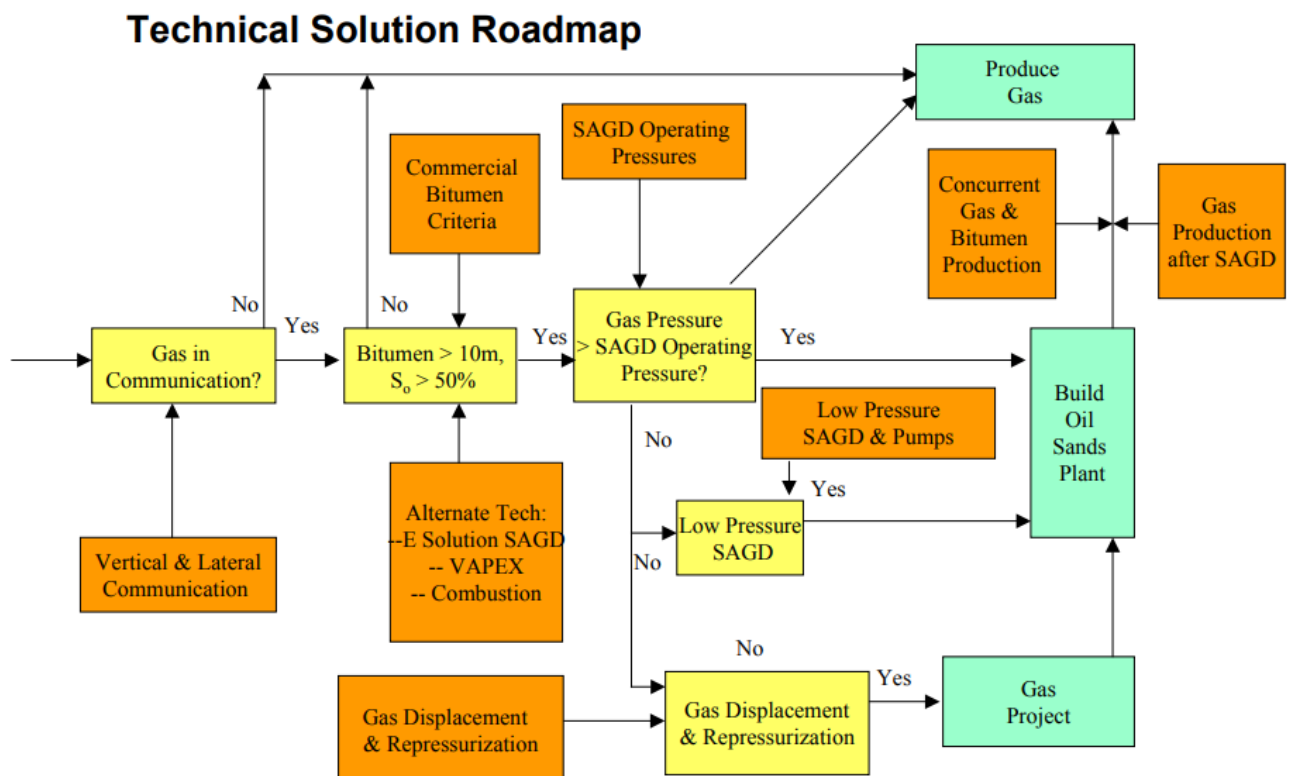 Technical Solution Roadmap
Produce
Gas
SAGD Operating
Pressures
Commercial
Bitumen
Criteria
Concurrent
Gas &
Bitumen
Production
Gas
Production
after SAGD
No
Yes
No
Yes
Gas in
Communication?
Bitumen > 10m,
So > 50%
Gas Pressure
> SAGD Operating
Pressure?
Yes
Build
Oil
Sands
Plant
Low Pressure
SAGD & Pumps
No
Yes
Low Pressure
SAGD
No
Vertical & Lateral
Communication
Alternate Tech:
--E Solution SAGD
-- VAPEX
-- Combustion
No
Yes
Gas Displacement
& Repressurization
Gas Displacement
& Repressurization
Gas
Project